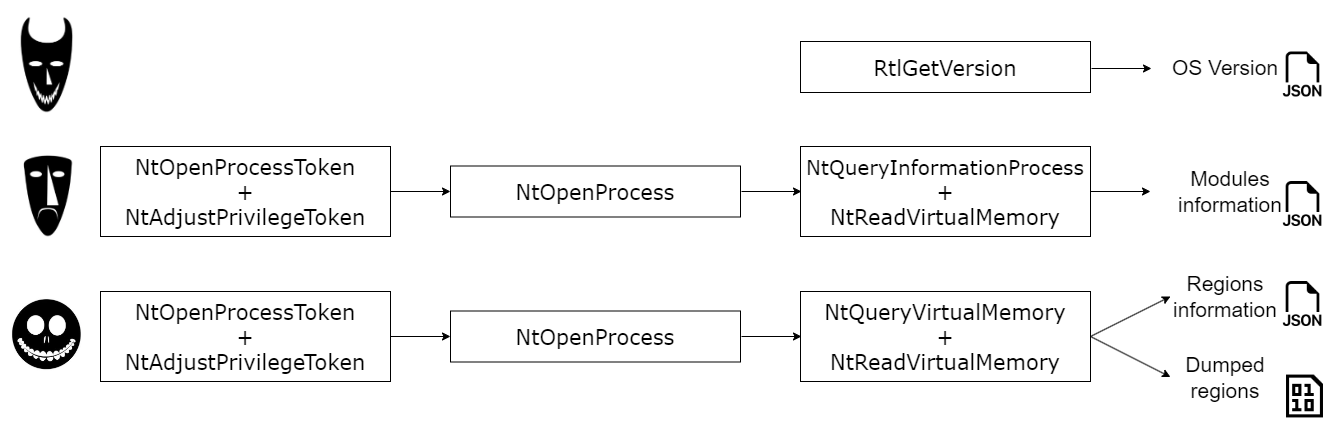 RtlGetVersion
OS Version
JSON
NtOpenProcessToken
+
NtAdjustPrivilegeToken
NtOpenProcess
NtQueryInformationProcess
+
NtReadVirtualMemory
Modules
information
JSON
NtOpenProcessToken
+
NtAdjustPrivilegeToken
NtOpenProcess
NtQueryVirtualMemory
+
NtReadVirtualMemory
Regions
information
JSON
Dumped
regions
01
10